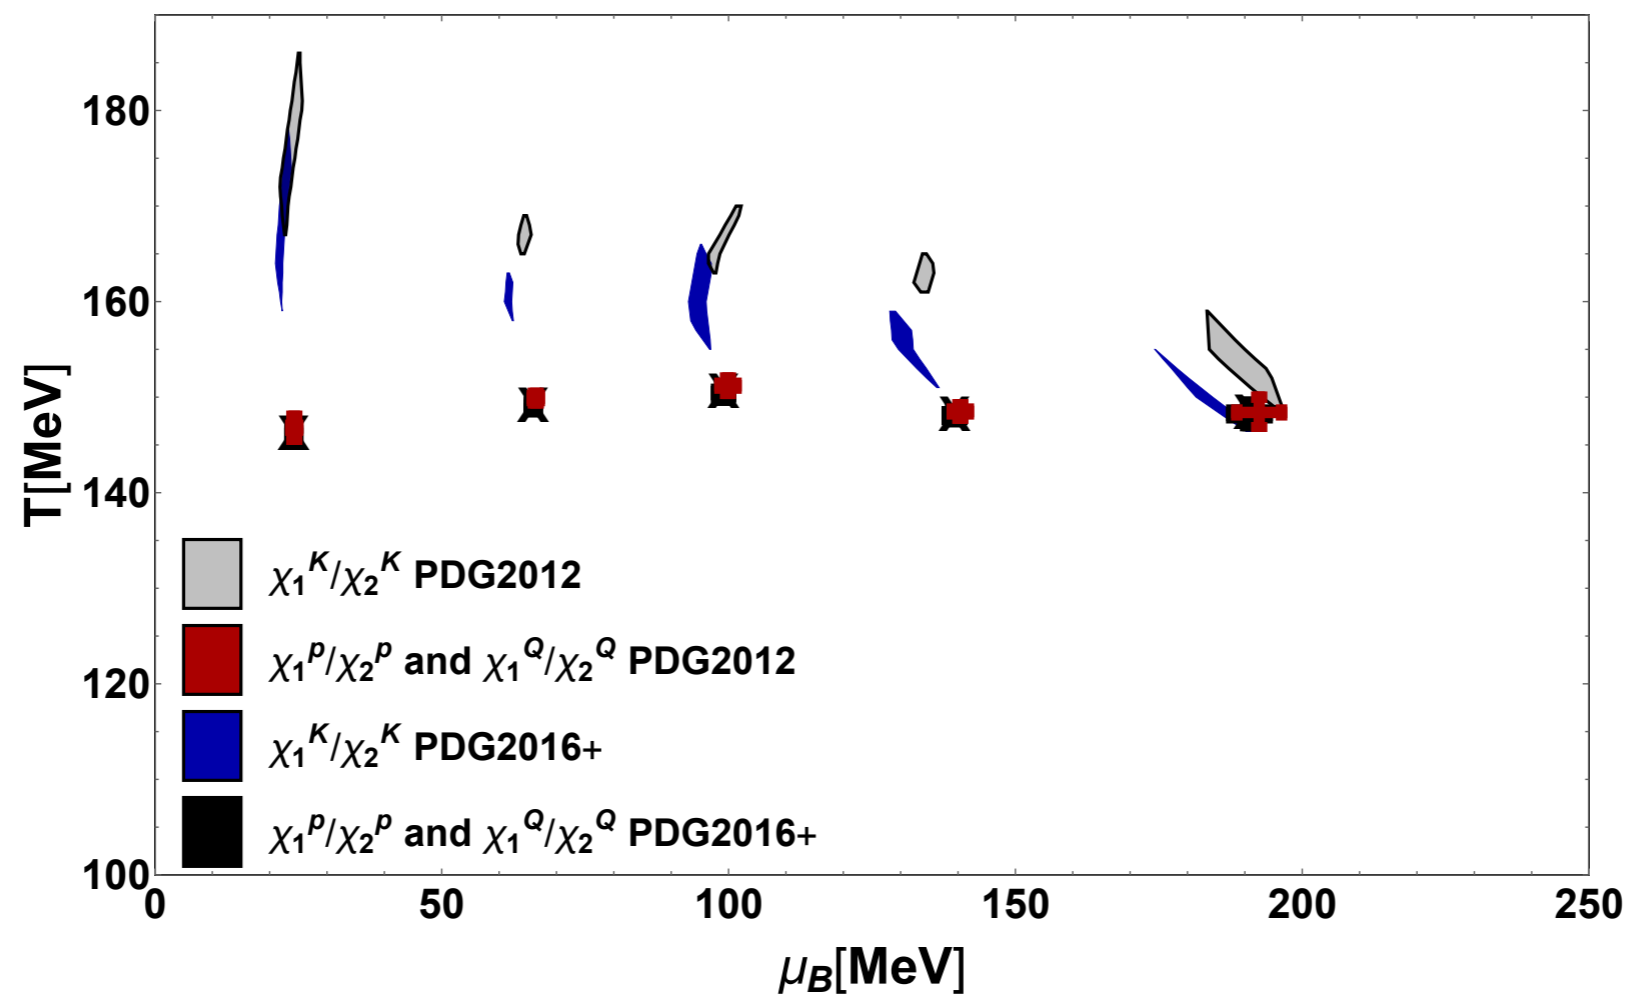 180
160
140
120
100
T[MeV]
χ₁ᴷ/χ₂ᴷ PDG2012
χ₁ᵖ/χ₂ᵖ and χ₁Q/χ₂Q PDG2012
χ₁ᴷ/χ₂ᴷ PDG2016+
χ₁ᵖ/χ₂ᵖ and χ₁Q/χ₂Q PDG2016+
0 50 100 150 200 250
μB[MeV]